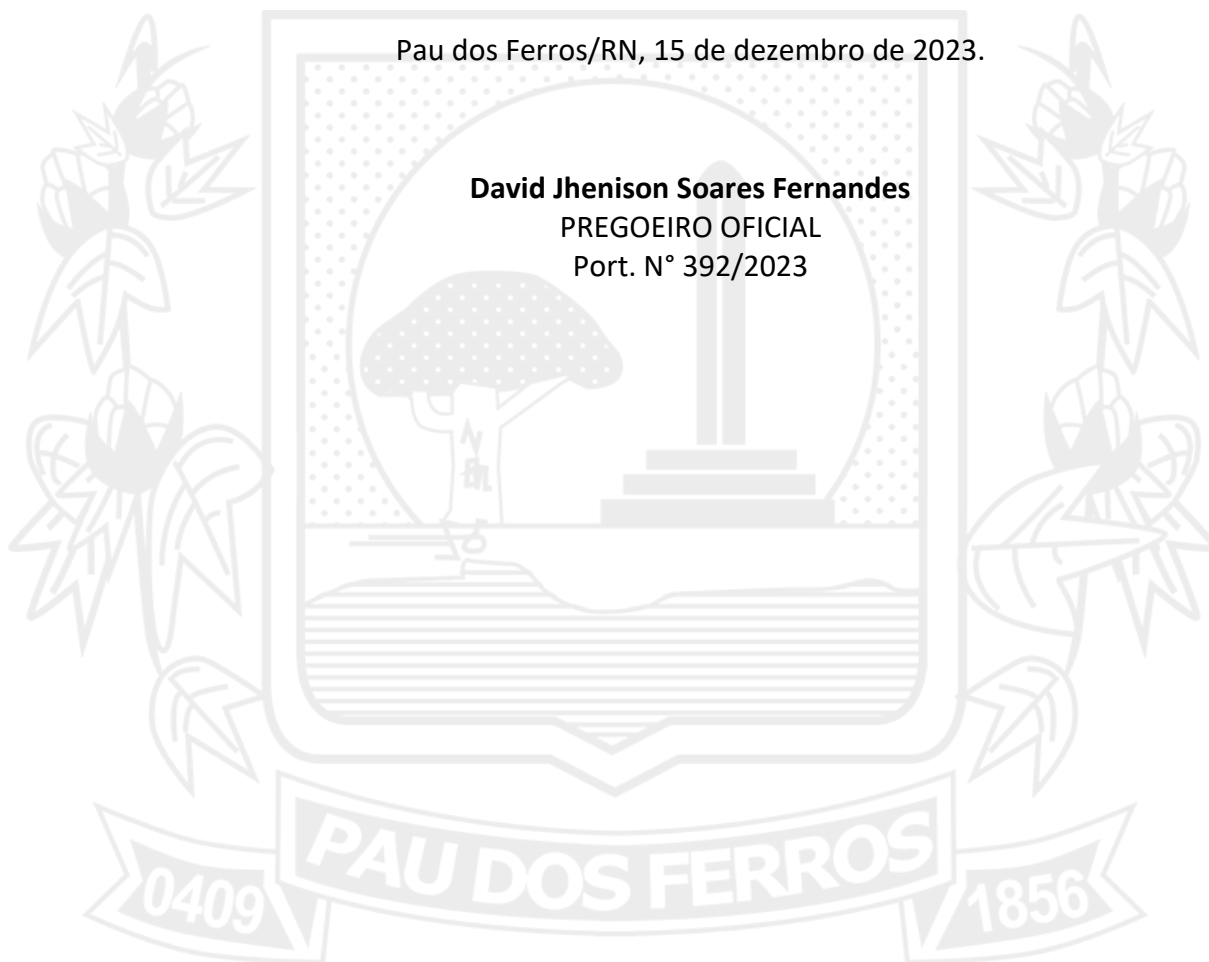 Pau dos Ferros/RN, 15 de dezembro de 2023.
David Jhenison Soares Fernandes
PREGOEIRO OFICIAL
Port. N° 392/2023
PAU DOS FERROS
0409
1856